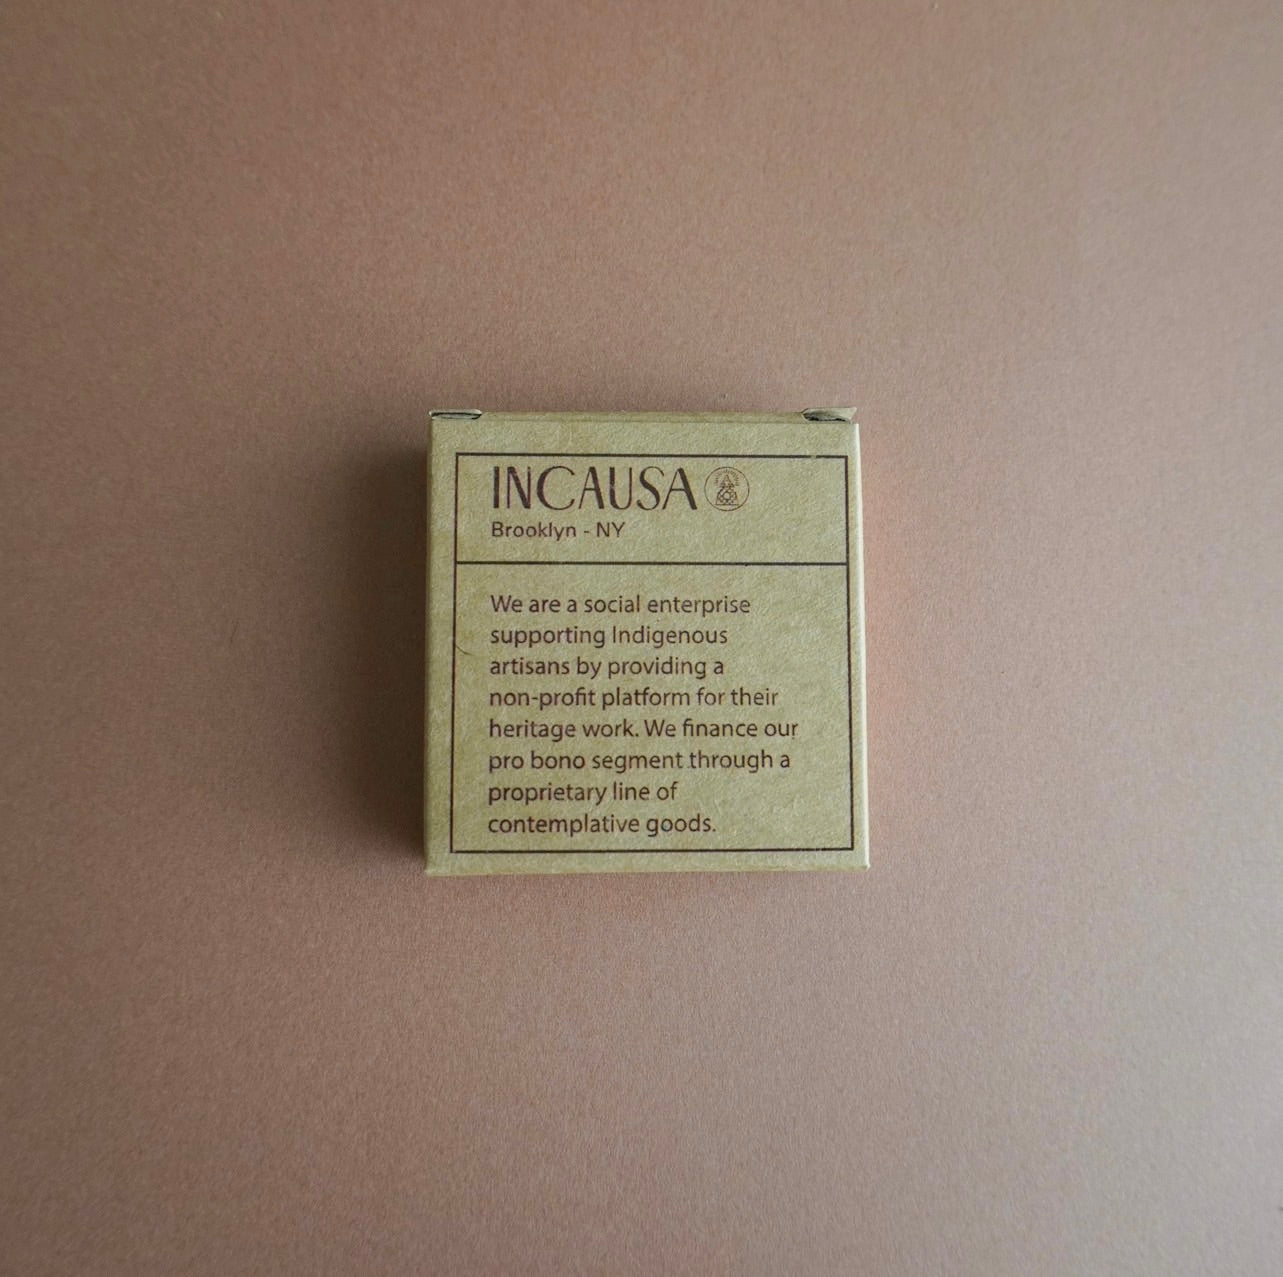 INCAUSA
Brooklyn - NY
We are a social enterprise
supporting Indigenous
artisans by providing a
non-profit platform for their
heritage work. We finance our
pro bono segment through a
proprietary line of
contemplative goods.